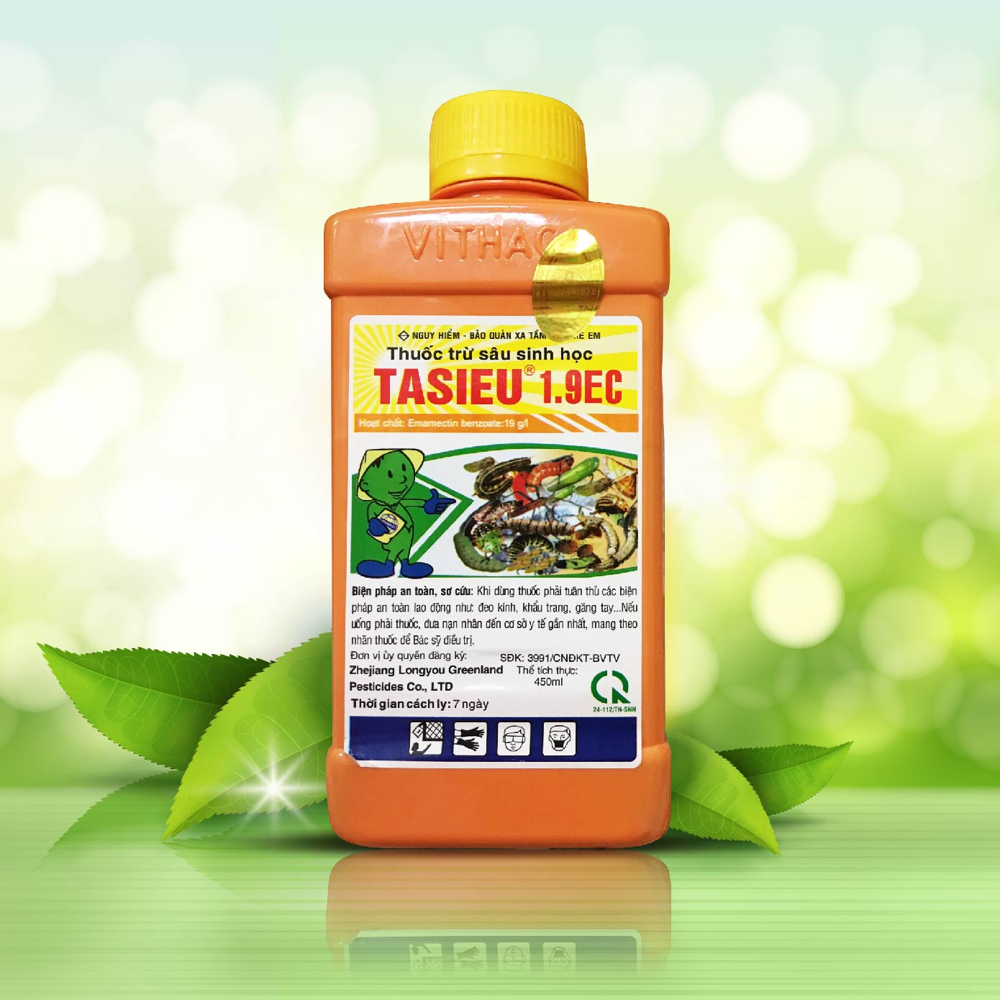 VITHAC
NGUY HIỂM - BẢO QUẢN XA TẦM EM
Thuốc trừ sâu sinh học
TASIEU® 1.9EC
Hoạt chất: Emamectin benzoate:19 g/l
Biện pháp an toàn, sơ cứu: Khi dùng thuốc phải tuân thủ các biện
pháp an toàn lao động như: đeo kính, khẩu trang, găng tay...Nếu
uống phải thuốc, đưa nạn nhân đến cơ sở y tế gần nhất, mang theo
nhãn thuốc để Bác sỹ điều trị.
Đơn vị ủy quyền đăng ký:
Zhejiang Longyou Greenland
Pesticides Co., LTD
Thời gian cách ly: 7 ngày
SĐK: 3991/CNĐKT-BVTV
Thể tích thực:
450ml
24-112/TN-SNN